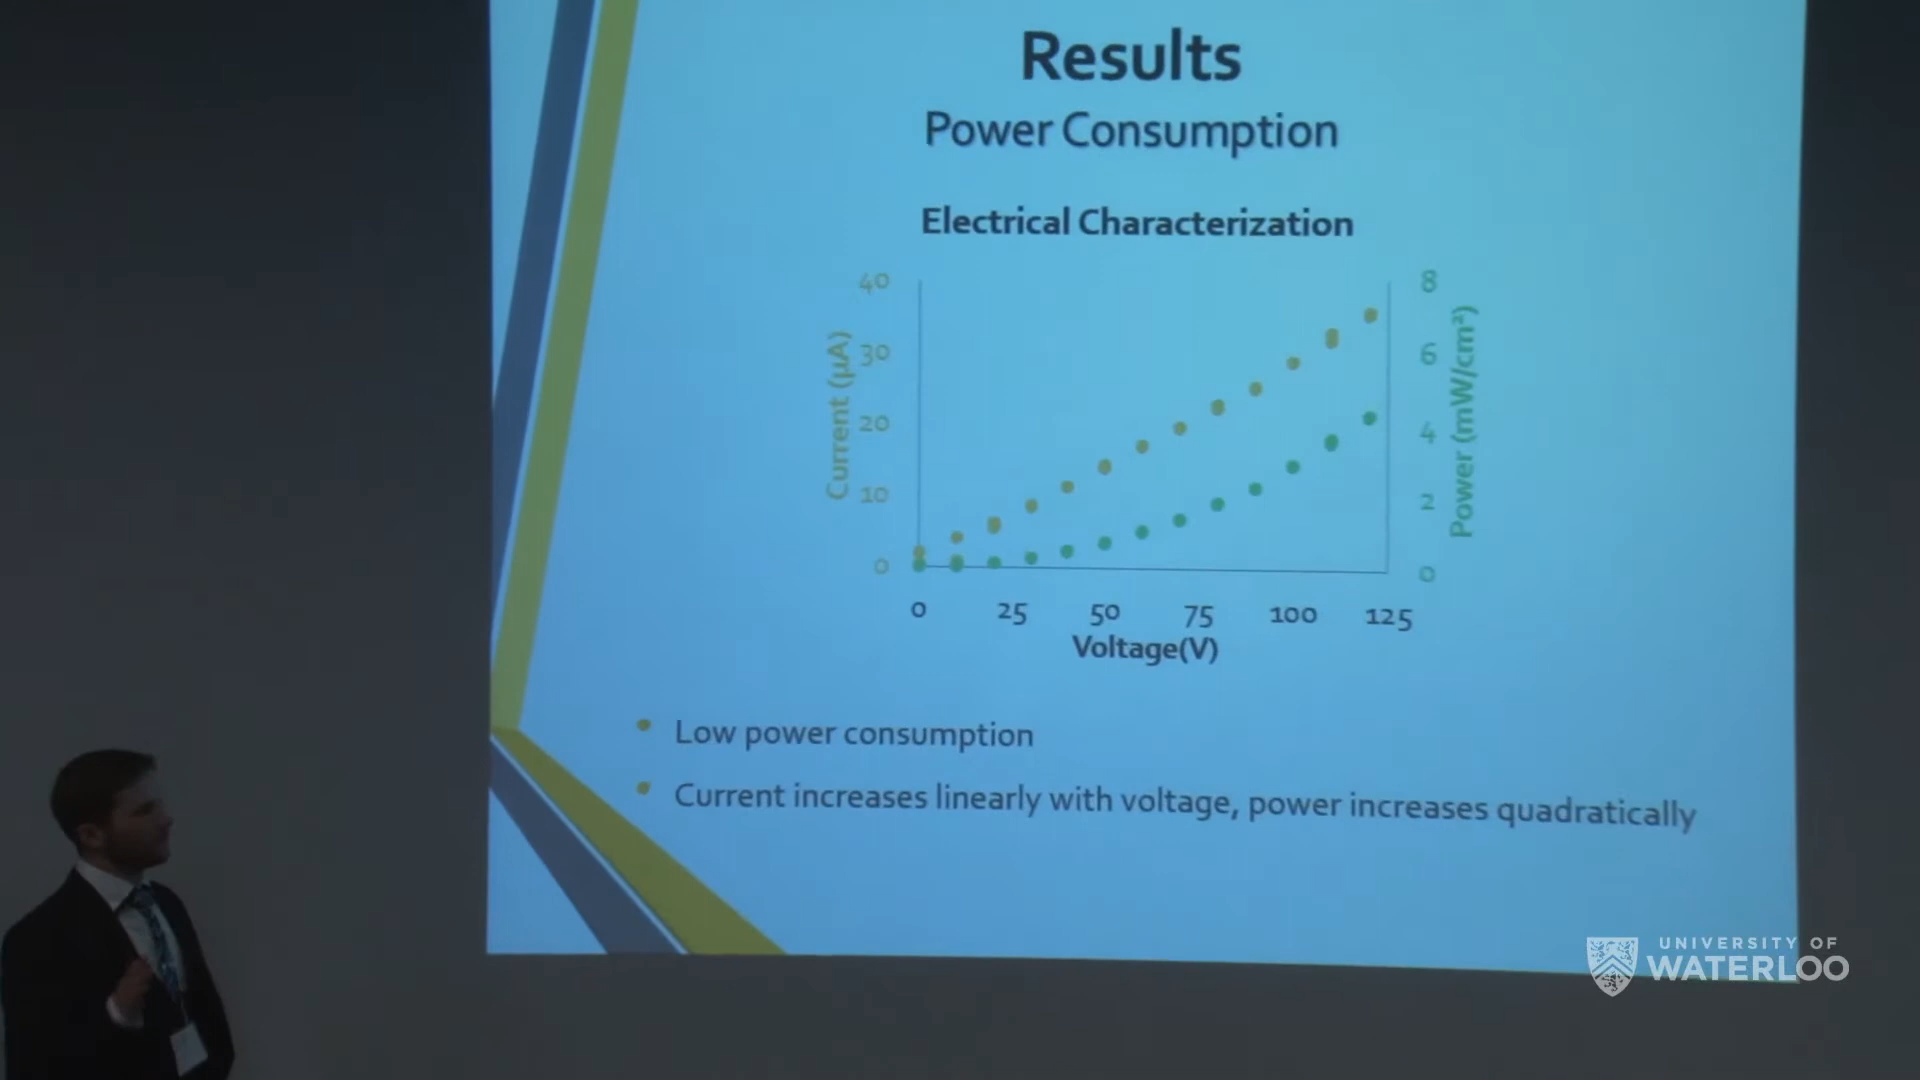 Results
Power Consumption
Electrical Characterization
40
30
20
10
0
Current (µA)
8
6
4
2
0
Power (mW/cm²)
0 25 50 75 100 125
Voltage(V)
Low power consumption
Current increases linearly with voltage, power increases quadratically
UNIVERSITY OF
WATERLOO